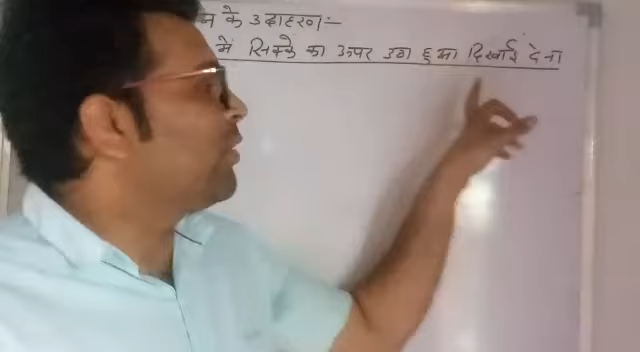 के उदाहरण:-
में सिक्के का ऊपर उठा हुआ दिखाई देना